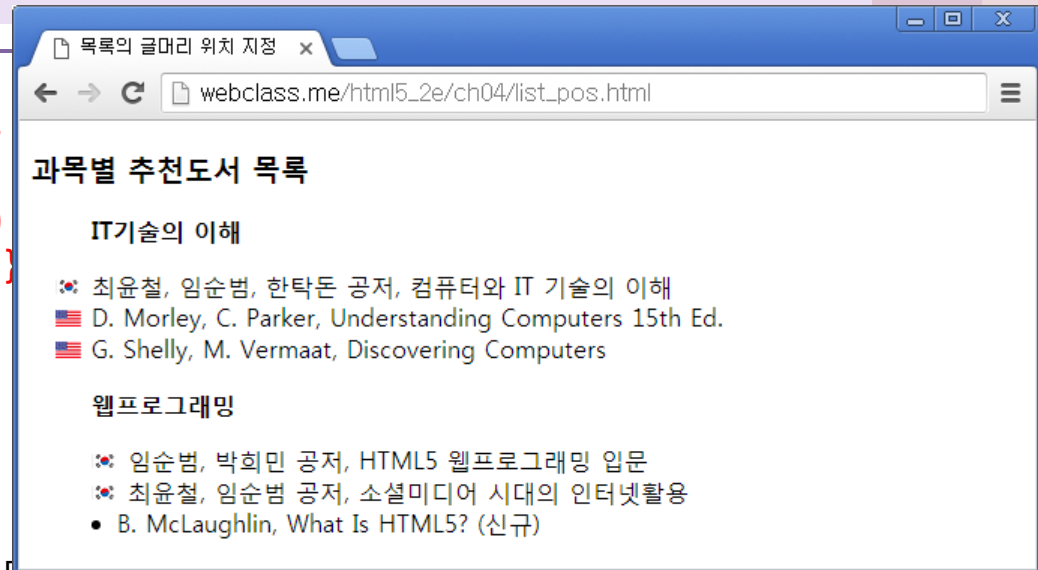 목록의 글머리 위치 지정
webclass.me/html5_2e/ch04/list_pos.html
과목별 추천도서 목록
IT기술의 이해
최윤철, 임순범, 한탁돈 공저, 컴퓨터와 IT 기술의 이해
D. Morley, C. Parker, Understanding Computers 15th Ed.
G. Shelly, M. Vermaat, Discovering Computers
웹프로그래밍
임순범, 박희민 공저, HTML5 웹프로그래밍 입문
최윤철, 임순범 공저, 소셜미디어 시대의 인터넷활용
• B. McLaughlin, What Is HTML5? (신규)